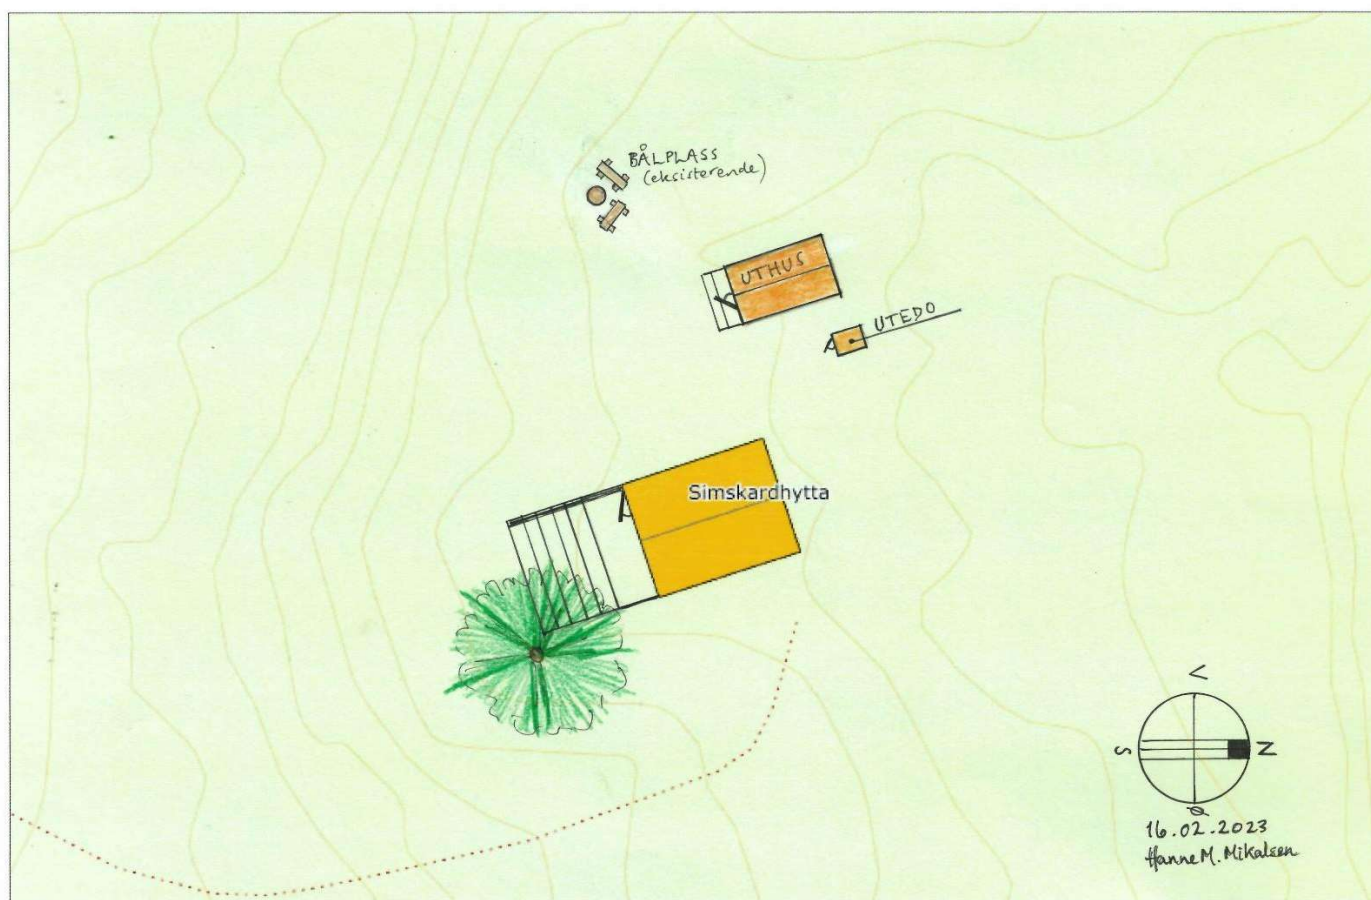 BÅLPLASS
(eksisterende)
UTHUS
UTEDO
Simskardhytta
V
S
N
Ø
16.02.2023
Hanne M. Mikalsen